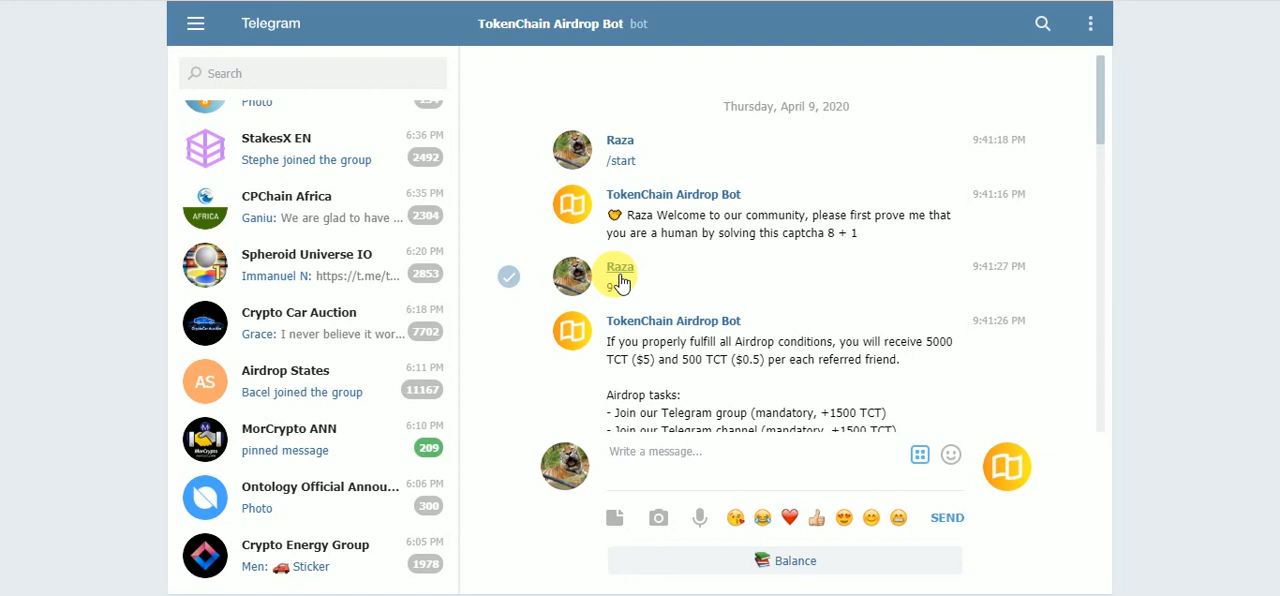 Telegram
TokenChain Airdrop Bot bot
Search
Photo
StakesX EN 6:36 PM
Stephe joined the group 2492
CPChain Africa 6:35 PM
AFRICA
Ganiu: We are glad to have ... 2304
Spheroid Universe IO 6:20 PM
Immanuel N: https://t.me/t... 2853
Crypto Car Auction 6:18 PM
Grace: I never believe it wor... 7702
AS
Airdrop States 6:11 PM
Bacel joined the group 11167
MorCrypto ANN 6:10 PM
pinned message 209
Ontology Official Annou... 6:06 PM
Photo 300
Crypto Energy Group 6:05 PM
Men: 🚗 Sticker 1978
Thursday, April 9, 2020
Raza 9:41:18 PM
/start
TokenChain Airdrop Bot 9:41:16 PM
Raza Welcome to our community, please first prove me that
you are a human by solving this captcha 8 + 1
Raza 9:41:27 PM
9
TokenChain Airdrop Bot 9:41:26 PM
If you properly fulfill all Airdrop conditions, you will receive 5000
TCT ($5) and 500 TCT ($0.5) per each referred friend.
Airdrop tasks:
- Join our Telegram group (mandatory, +1500 TCT)
- Join our Telegram channel (mandatory, +1500 TCT)
Write a message...
😘 😂 ❤️ 👍 😍 😊 😁 SEND
📚 Balance